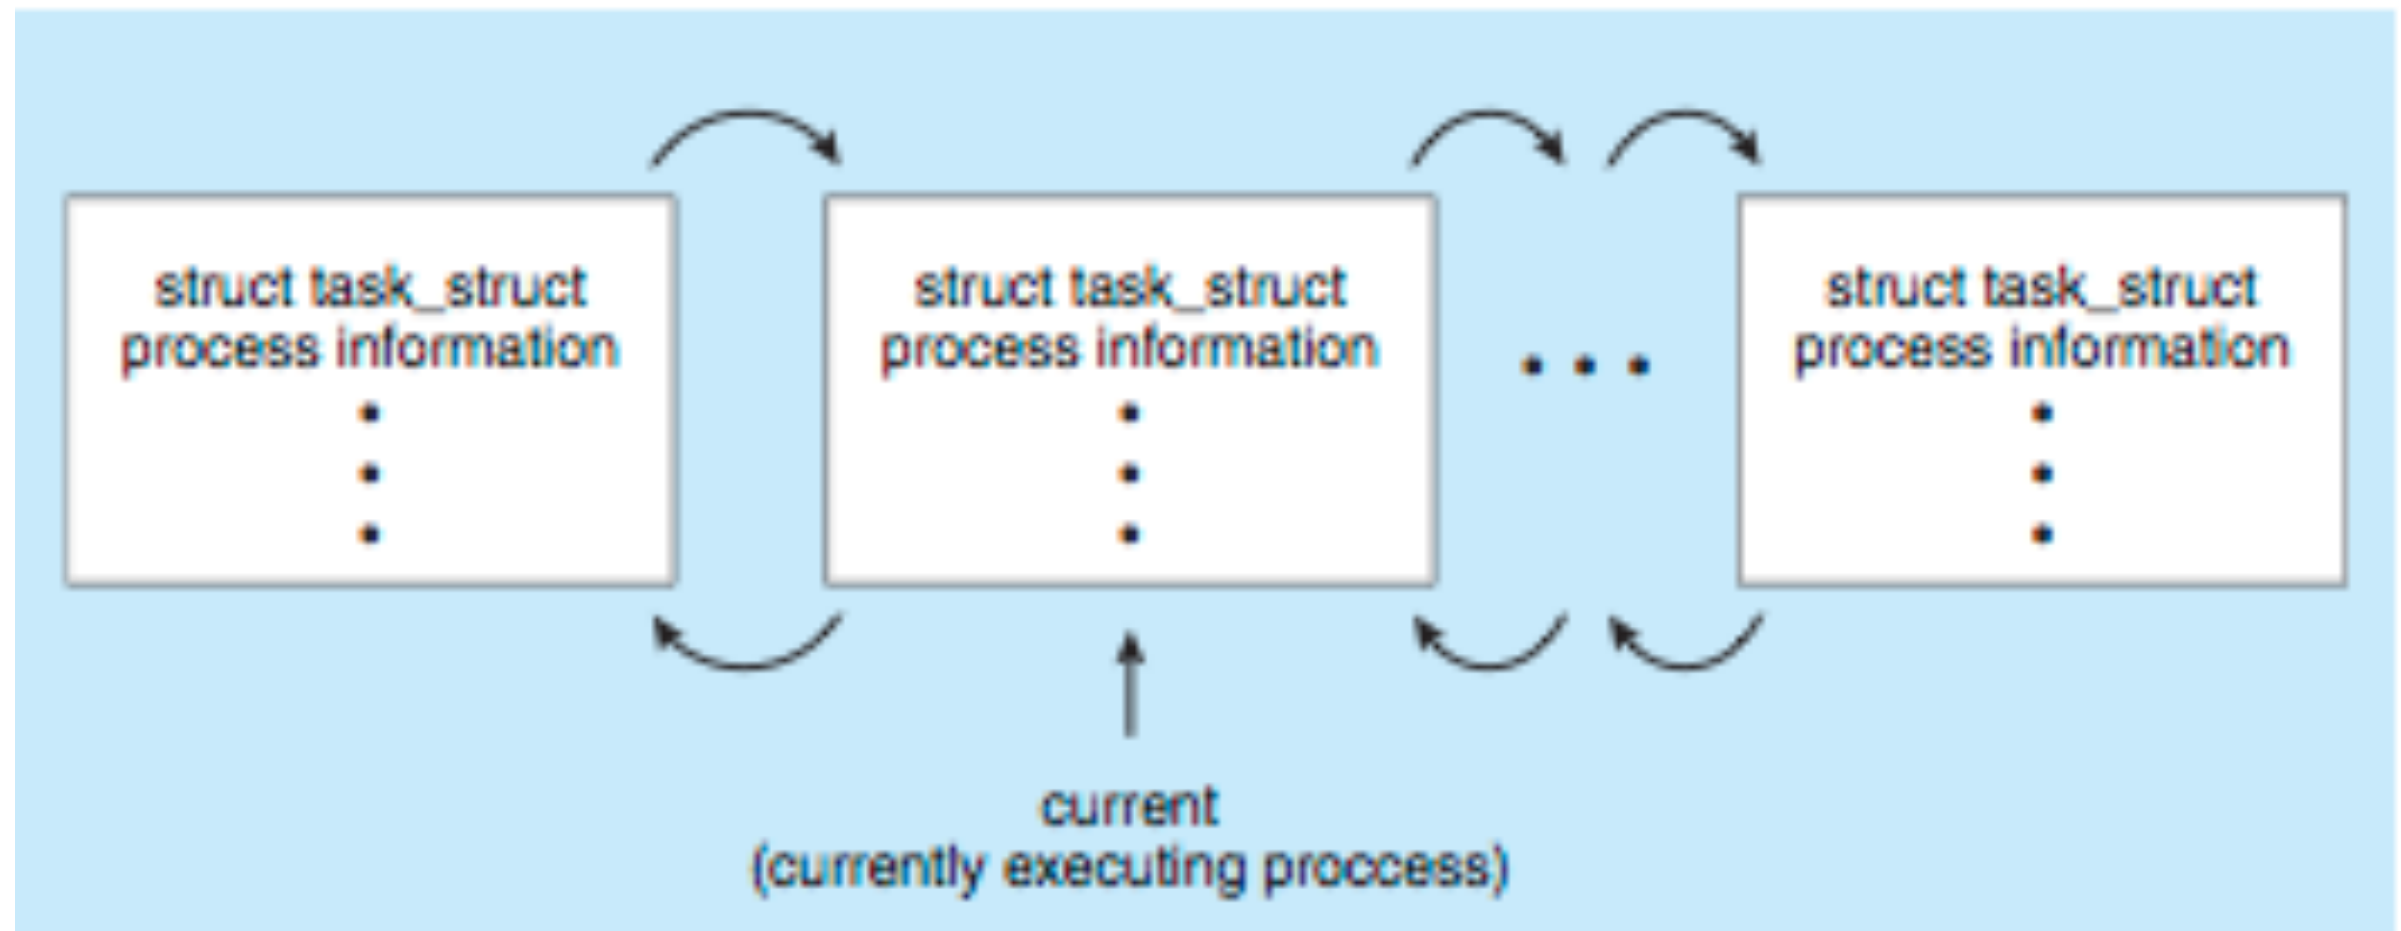 struct task_struct
process information
struct task_struct
process information
struct task_struct
process information
current
(currently executing proccess)